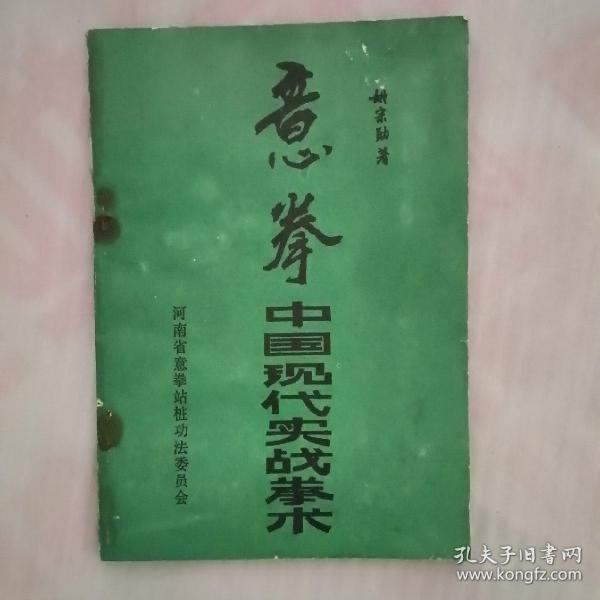 胡宗助著
意拳
中国现代实战拳术
河南省意拳站桩功法委员会
孔夫子旧书网
www.kongfz.com